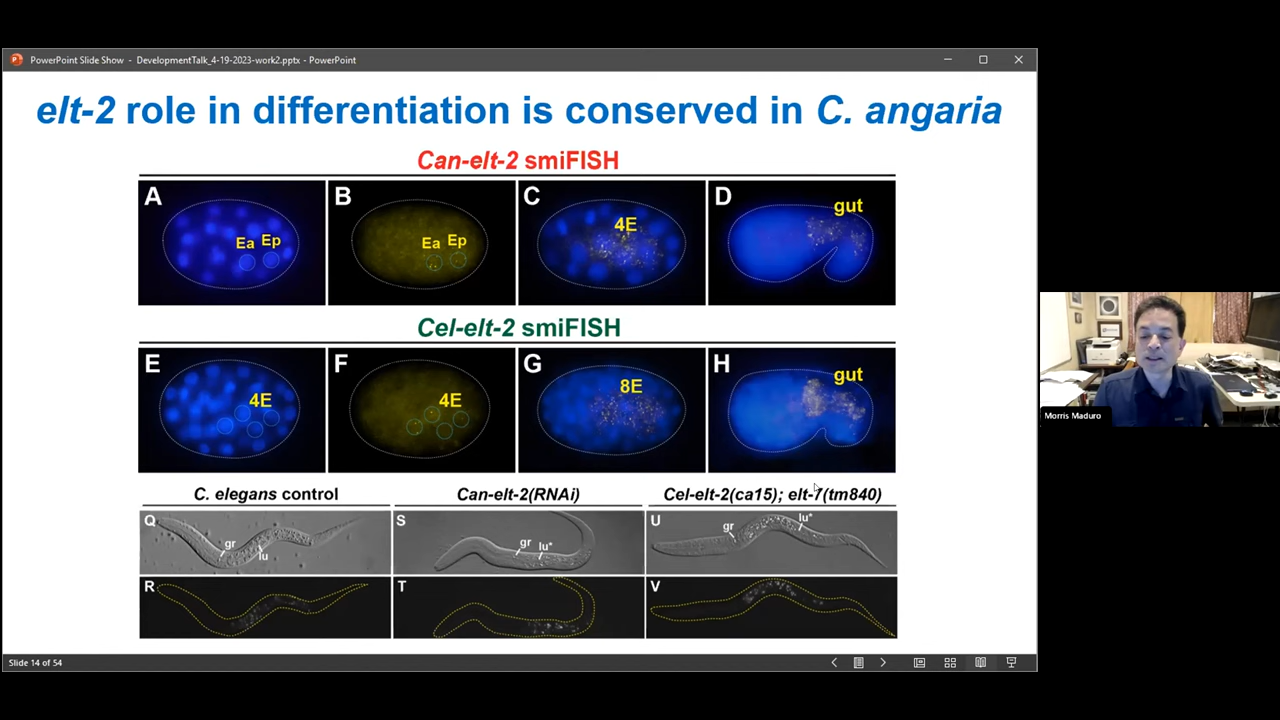 PowerPoint Slide Show - DevelopmentTalk_4-19-2023-work2.pptx - PowerPoint
elt-2 role in differentiation is conserved in C. angaria
Can-elt-2 smiFISH
A
Ea
Ep
B
Ea
Ep
C
4E
D
gut
Cel-elt-2 smiFISH
E
4E
F
4E
G
8E
H
gut
C. elegans control
Can-elt-2(RNAi)
Cel-elt-2(ca15); elt-7(tm840)
Q
gr
lu
S
gr
lu*
U
gr
lu*
R
T
V
Morris Maduro
Slide 14 of 54